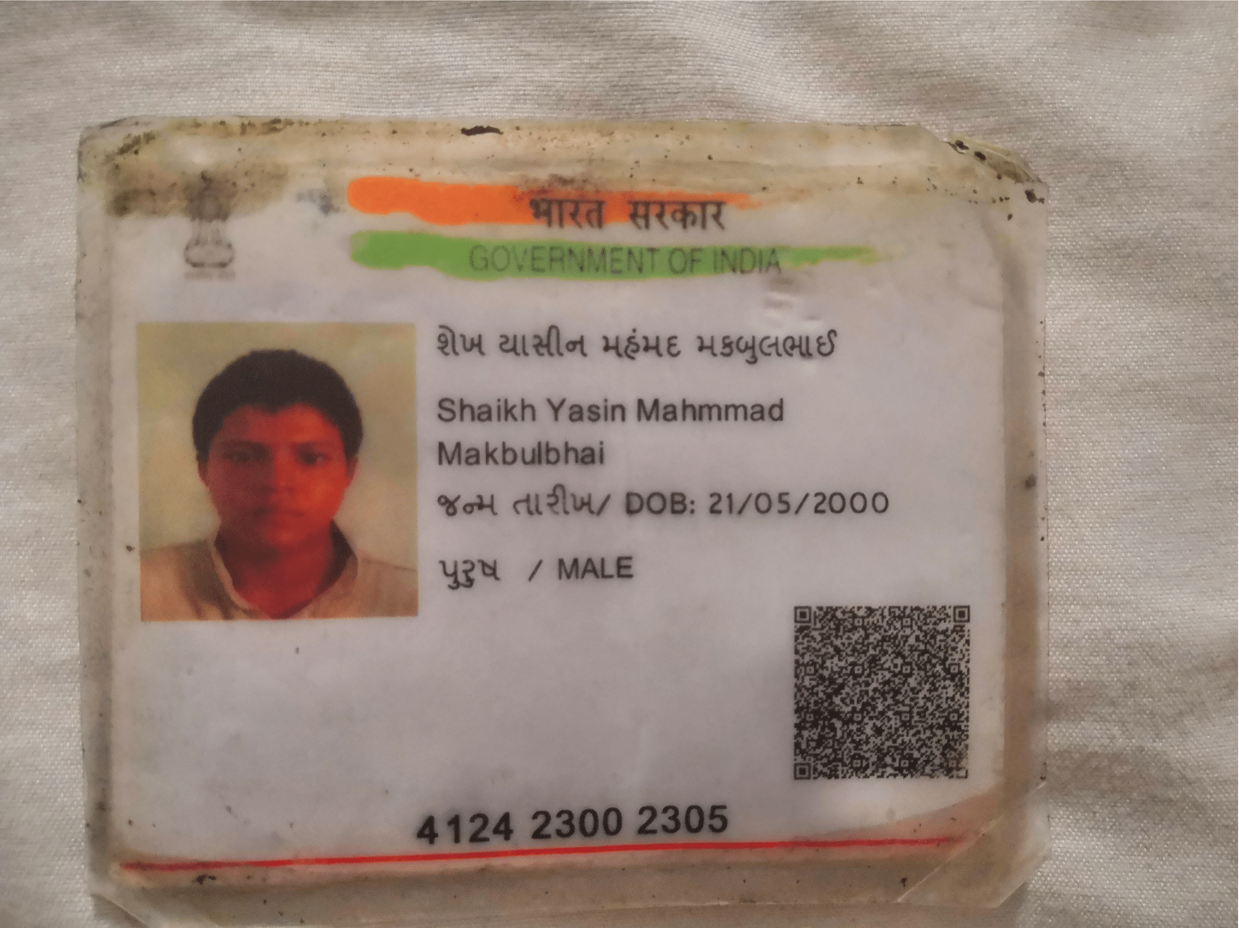 भारत सरकार
GOVERNMENT OF INDIA
શેખ યાસીન મહંમદ મકબુલભાઈ
Shaikh Yasin Mahmmad
Makbulbhai
જન્મ તારીખ/ DOB: 21/05/2000
પુરુષ / MALE
4124 2300 2305